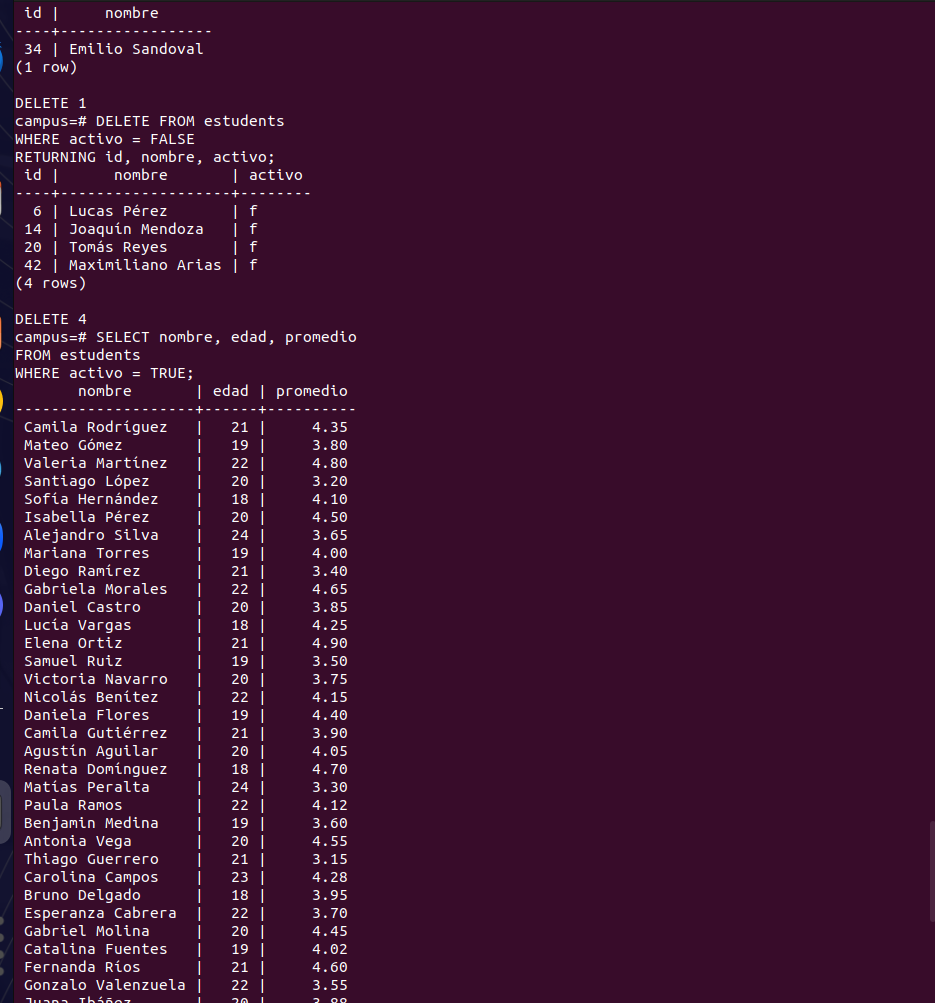 id |     nombre
----+-----------------
 34 | Emilio Sandoval
(1 row)

DELETE 1
campus=# DELETE FROM estudents
WHERE activo = FALSE
RETURNING id, nombre, activo;
 id |      nombre       | activo
----+-------------------+--------
  6 | Lucas Pérez       | f
 14 | Joaquín Mendoza   | f
 20 | Tomás Reyes       | f
 42 | Maximiliano Arias | f
(4 rows)

DELETE 4
campus=# SELECT nombre, edad, promedio
FROM estudents
WHERE activo = TRUE;
       nombre       | edad | promedio
--------------------+------+----------
 Camila Rodríguez   |   21 |     4.35
 Mateo Gómez        |   19 |     3.80
 Valeria Martínez   |   22 |     4.80
 Santiago López     |   20 |     3.20
 Sofía Hernández    |   18 |     4.10
 Isabella Pérez     |   20 |     4.50
 Alejandro Silva    |   24 |     3.65
 Mariana Torres     |   19 |     4.00
 Diego Ramírez      |   21 |     3.40
 Gabriela Morales   |   22 |     4.65
 Daniel Castro      |   20 |     3.85
 Lucía Vargas       |   18 |     4.25
 Elena Ortiz        |   21 |     4.90
 Samuel Ruiz        |   19 |     3.50
 Victoria Navarro   |   20 |     3.75
 Nicolás Benítez    |   22 |     4.15
 Daniela Flores     |   19 |     4.40
 Camila Gutiérrez   |   21 |     3.90
 Agustín Aguilar    |   20 |     4.05
 Renata Domínguez   |   18 |     4.70
 Matías Peralta     |   24 |     3.30
 Paula Ramos        |   22 |     4.12
 Benjamin Medina    |   19 |     3.60
 Antonia Vega       |   20 |     4.55
 Thiago Guerrero    |   21 |     3.15
 Carolina Campos    |   23 |     4.28
 Bruno Delgado      |   18 |     3.95
 Esperanza Cabrera  |   22 |     3.70
 Gabriel Molina     |   20 |     4.45
 Catalina Fuentes   |   19 |     4.02
 Fernanda Ríos      |   21 |     4.60
 Gonzalo Valenzuela |   22 |     3.55
 Juana Ibáñez       |   20 |     3.88